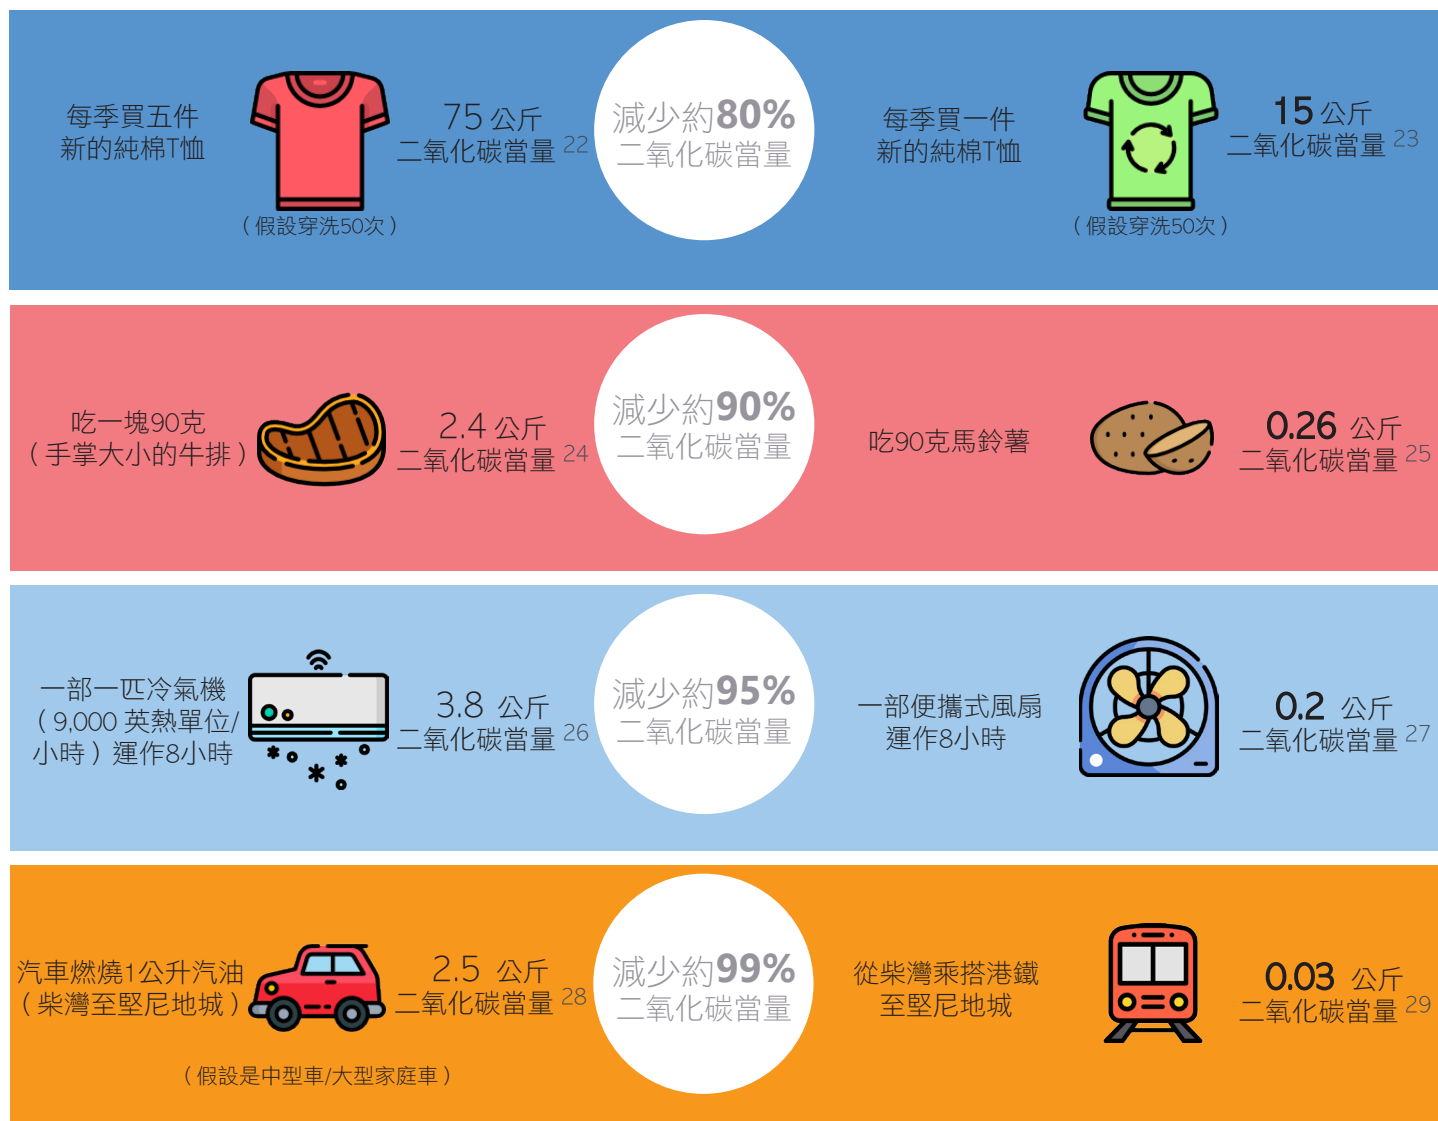 每季買五件
新的純棉T恤
75 公斤
二氧化碳當量 22
（假設穿洗50次）
減少約80%
二氧化碳當量
每季買一件
新的純棉T恤
15 公斤
二氧化碳當量 23
（假設穿洗50次）
吃一塊90克
（手掌大小的牛排）
2.4 公斤
二氧化碳當量 24
減少約90%
二氧化碳當量
吃90克馬鈴薯
0.26 公斤
二氧化碳當量 25
一部一匹冷氣機
（9,000 英熱單位/
小時）運作8小時
3.8 公斤
二氧化碳當量 26
減少約95%
二氧化碳當量
一部便攜式風扇
運作8小時
0.2 公斤
二氧化碳當量 27
汽車燃燒1公升汽油
（柴灣至堅尼地城）
2.5 公斤
二氧化碳當量 28
（假設是中型車/大型家庭車）
減少約99%
二氧化碳當量
從柴灣乘搭港鐵
至堅尼地城
0.03 公斤
二氧化碳當量 29